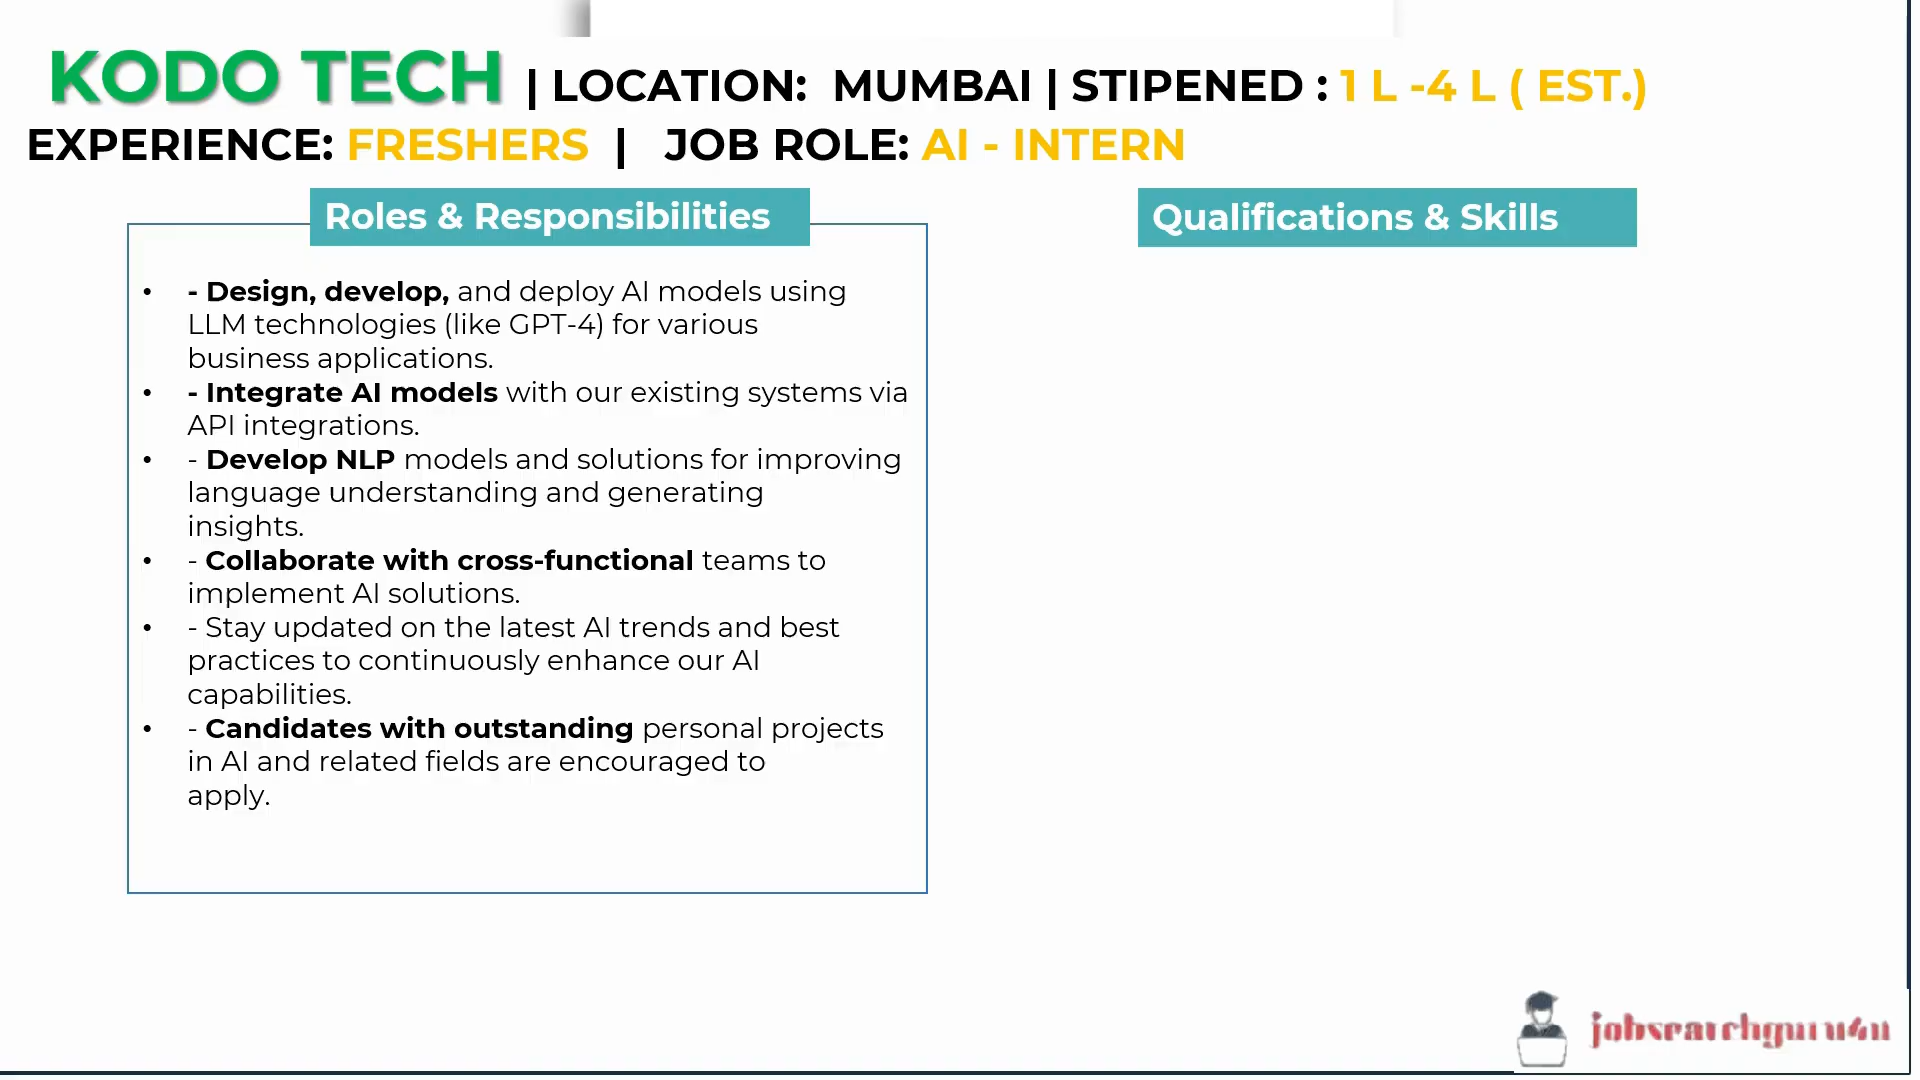 KODO TECH | LOCATION: MUMBAI | STIPENED : 1 L -4 L ( EST.)
EXPERIENCE: FRESHERS | JOB ROLE: AI - INTERN
Roles & Responsibilities
• - Design, develop, and deploy AI models using
LLM technologies (like GPT-4) for various
business applications.
• - Integrate AI models with our existing systems via
API integrations.
• - Develop NLP models and solutions for improving
language understanding and generating
insights.
• - Collaborate with cross-functional teams to
implement AI solutions.
• - Stay updated on the latest AI trends and best
practices to continuously enhance our AI
capabilities.
• - Candidates with outstanding personal projects
in AI and related fields are encouraged to
apply.
Qualifications & Skills
jobsearchguru4u